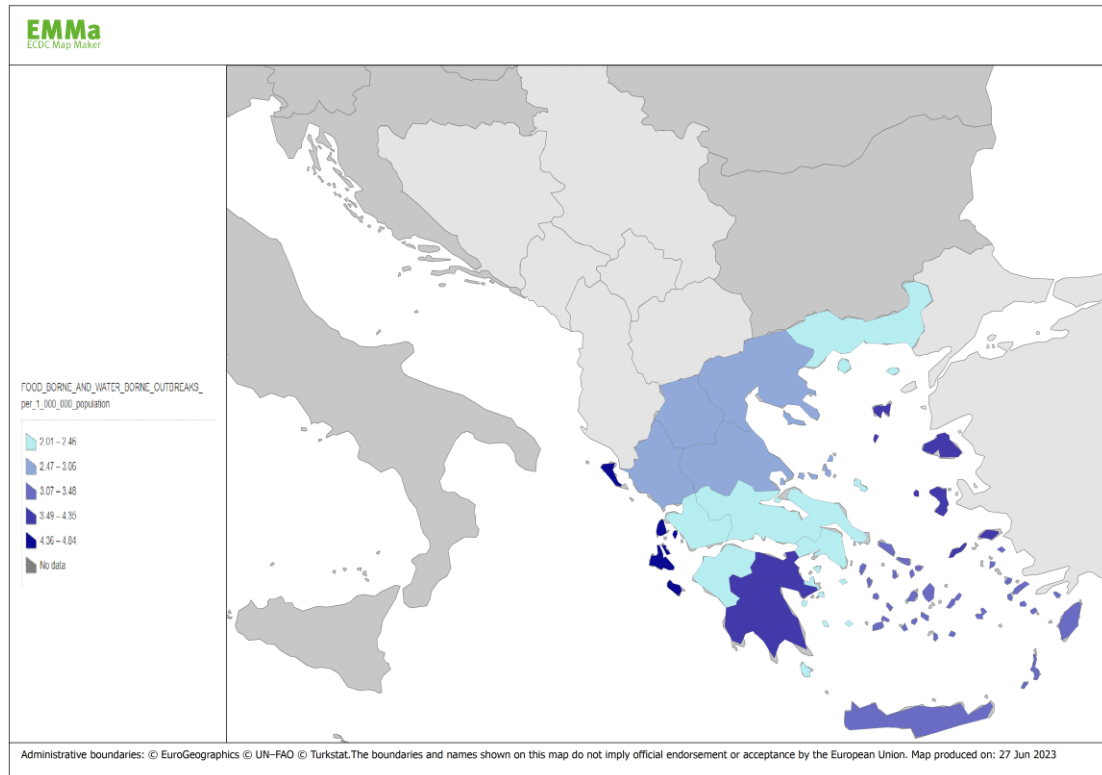 EMMa
ECDC Map Maker
FOOD_BORNE_AND_WATER_BORNE_OUTBREAKS_
per_1_000_000_population
2.01 – 2.46
2.47 – 3.06
3.07 – 3.48
3.49 – 4.35
4.36 – 4.84
No data
Administrative boundaries: © EuroGeographics © UN–FAO © Turkstat.The boundaries and names shown on this map do not imply official endorsement or acceptance by the European Union. Map produced on: 27 Jun 2023